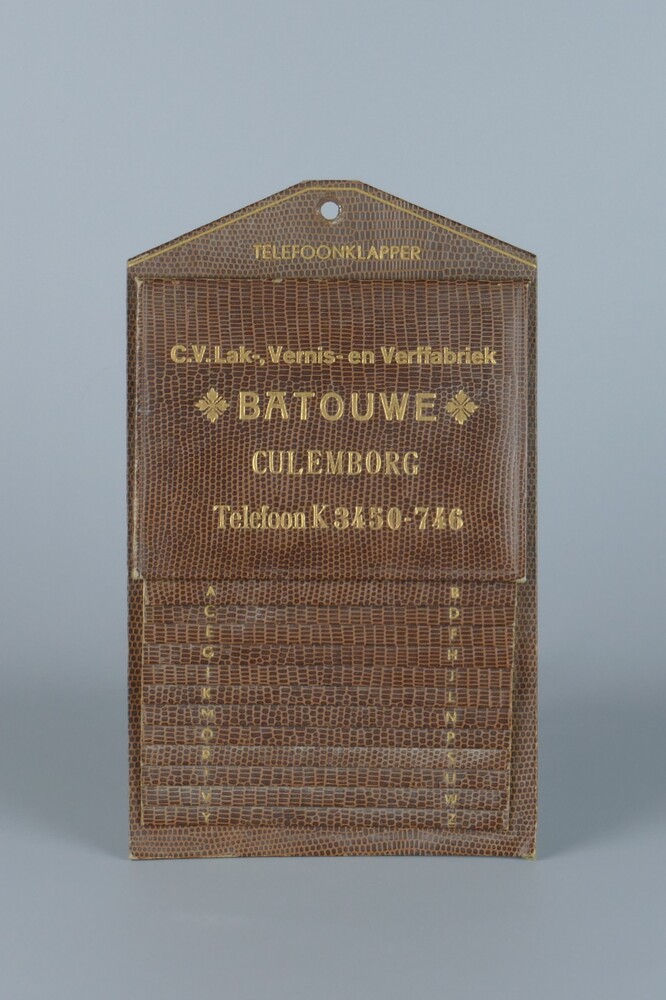 TELEFOONKLAPPER
C.V. Lak-, Vernis- en Verffabriek
BATOUWE
CULEMBORG
Telefoon K 3450-746
A B
C D
E F
G H
I J
K L
M N
O P
R S
T U
V W
Y Z